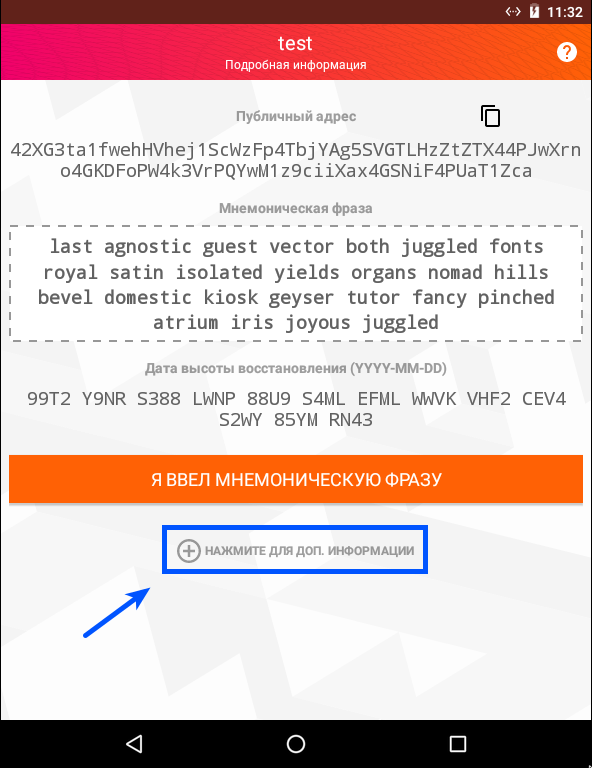 11:32
test
Подробная информация
Публичный адрес
42XG3ta1fwehHVhej1ScWzFp4TbjYAg5SVGTLHzZtZTX44PJwXrn
o4GKDFoPW4k3VrPQYwM1z9ciiXax4GSNiF4PUaT1Zca
Мнемоническая фраза
last agnostic guest vector both juggled fonts
royal satin isolated yields organs nomad hills
bevel domestic kiosk geyser tutor fancy pinched
atrium iris joyous juggled
Дата высоты восстановления (YYYY-MM-DD)
99T2 Y9NR S388 LWNP 88U9 S4ML EFML WWVK VHF2 CEV4
S2WY 85YM RN43
Я ВВЕЛ МНЕМОНИЧЕСКУЮ ФРАЗУ
НАЖМИТЕ ДЛЯ ДОП. ИНФОРМАЦИИ